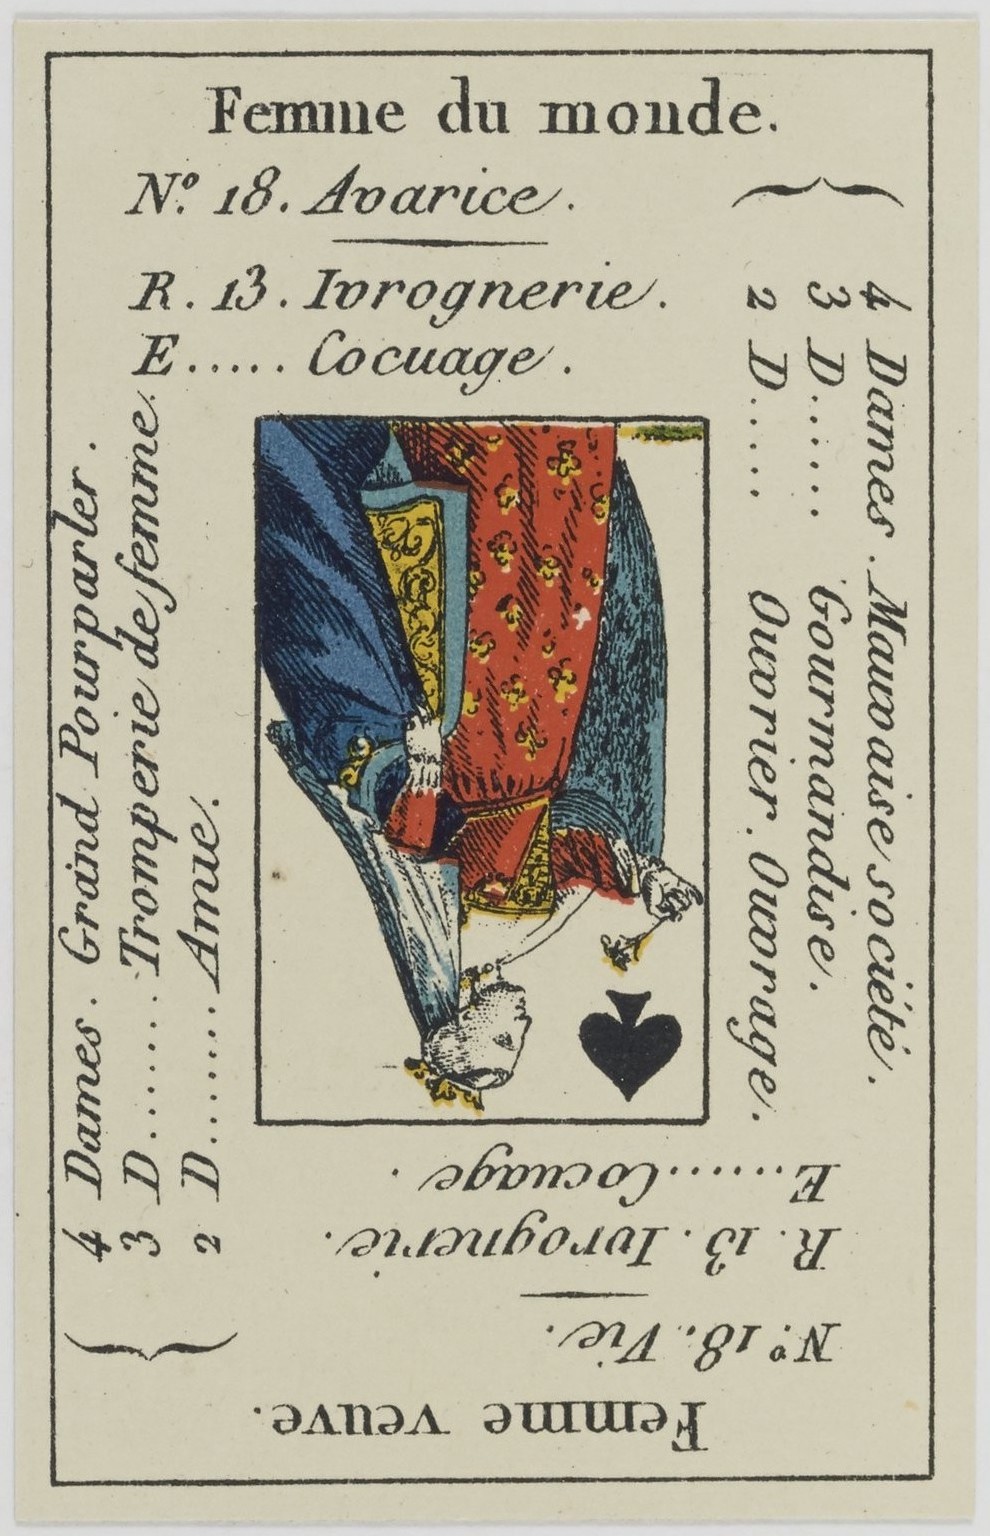 Femme du monde.
N.º 18. Avarice.
R. 13. Ivrognerie.
E..... Cocuage.
4 Dames. Mauvaise société.
3 D...... Gourmandise.
2 D.... Ouvrier. Ouvrage.
4 Dames. Grand Pourparler.
3 D....... Tromperie de femme.
2 D....... Amie.
Femme veuve.
N.º 18. Vie.
R. 13. Ivrognerie.
E..... Cocuage.